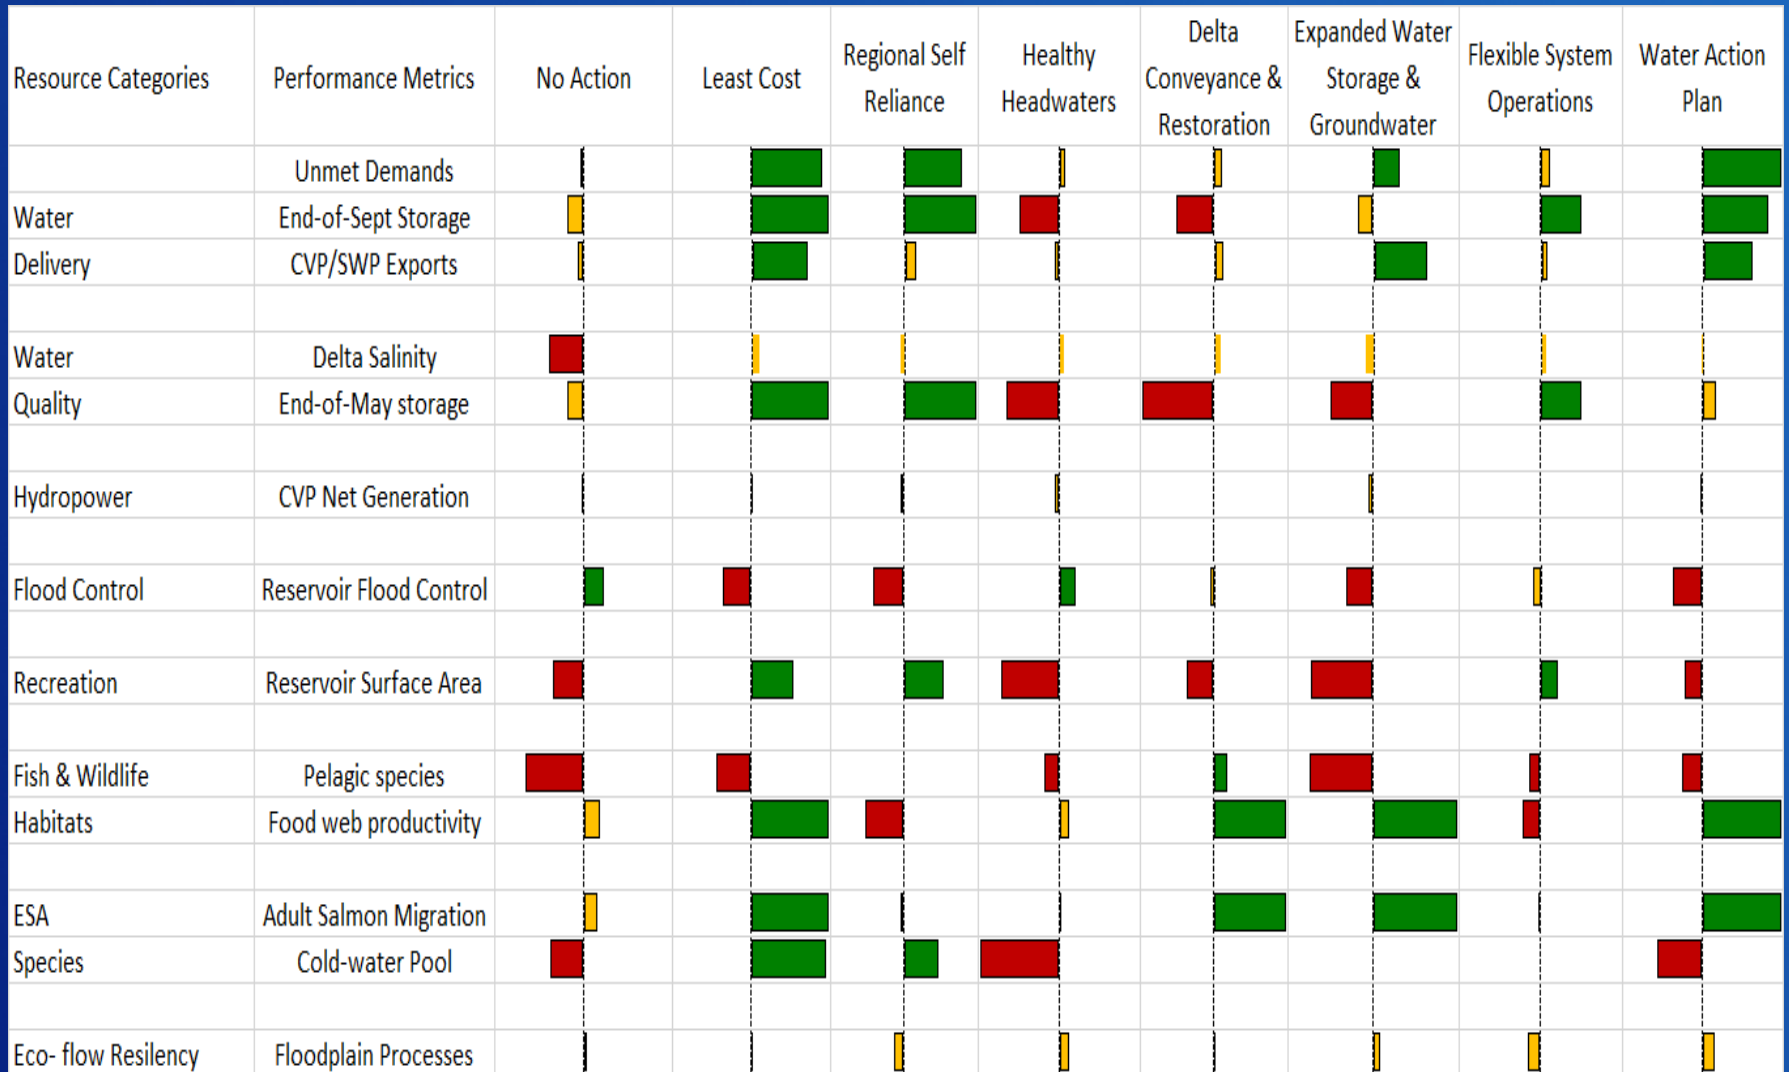 Resource Categories
Performance Metrics
No Action
Least Cost
Regional Self
Reliance
Healthy
Headwaters
Delta
Conveyance &
Restoration
Expanded Water
Storage &
Groundwater
Flexible System
Operations
Water Action
Plan
Unmet Demands
Water
End-of-Sept Storage
Delivery
CVP/SWP Exports
Water
Delta Salinity
Quality
End-of-May storage
Hydropower
CVP Net Generation
Flood Control
Reservoir Flood Control
Recreation
Reservoir Surface Area
Fish & Wildlife
Pelagic species
Habitats
Food web productivity
ESA
Adult Salmon Migration
Species
Cold-water Pool
Eco- flow Resilency
Floodplain Processes